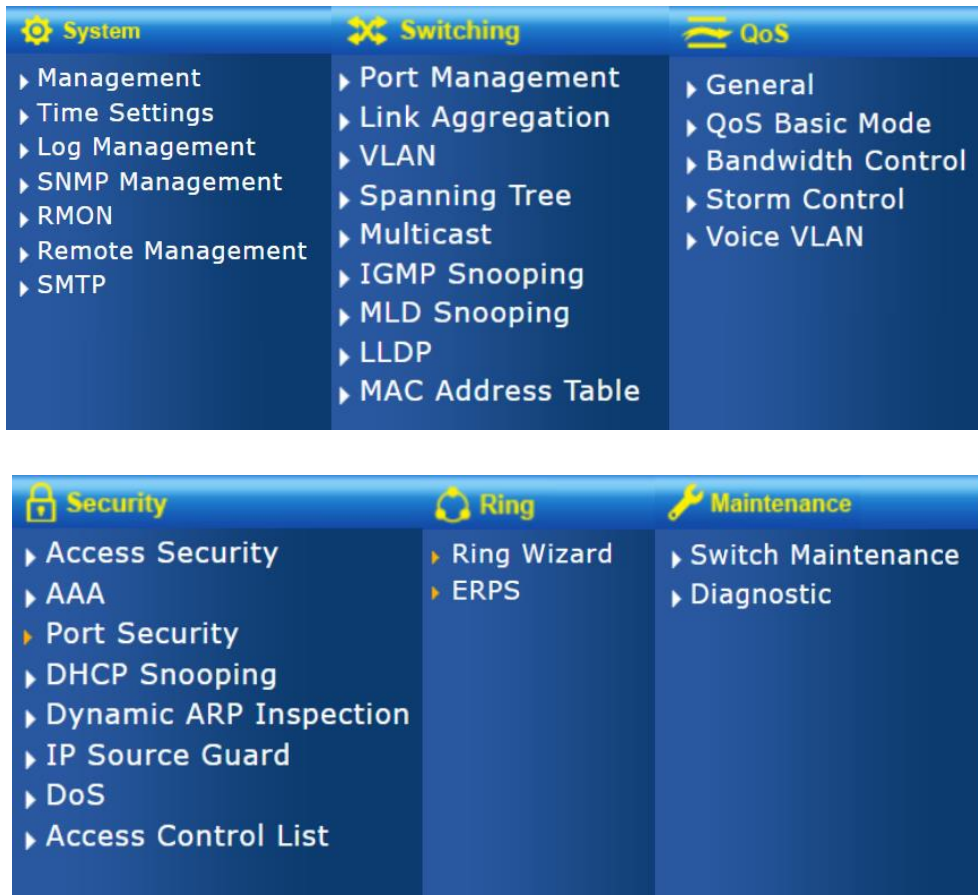 System
Management
Time Settings
Log Management
SNMP Management
RMON
Remote Management
SMTP
Switching
Port Management
Link Aggregation
VLAN
Spanning Tree
Multicast
IGMP Snooping
MLD Snooping
LLDP
MAC Address Table
QoS
General
QoS Basic Mode
Bandwidth Control
Storm Control
Voice VLAN
Security
Access Security
AAA
Port Security
DHCP Snooping
Dynamic ARP Inspection
IP Source Guard
DoS
Access Control List
Ring
Ring Wizard
ERPS
Maintenance
Switch Maintenance
Diagnostic